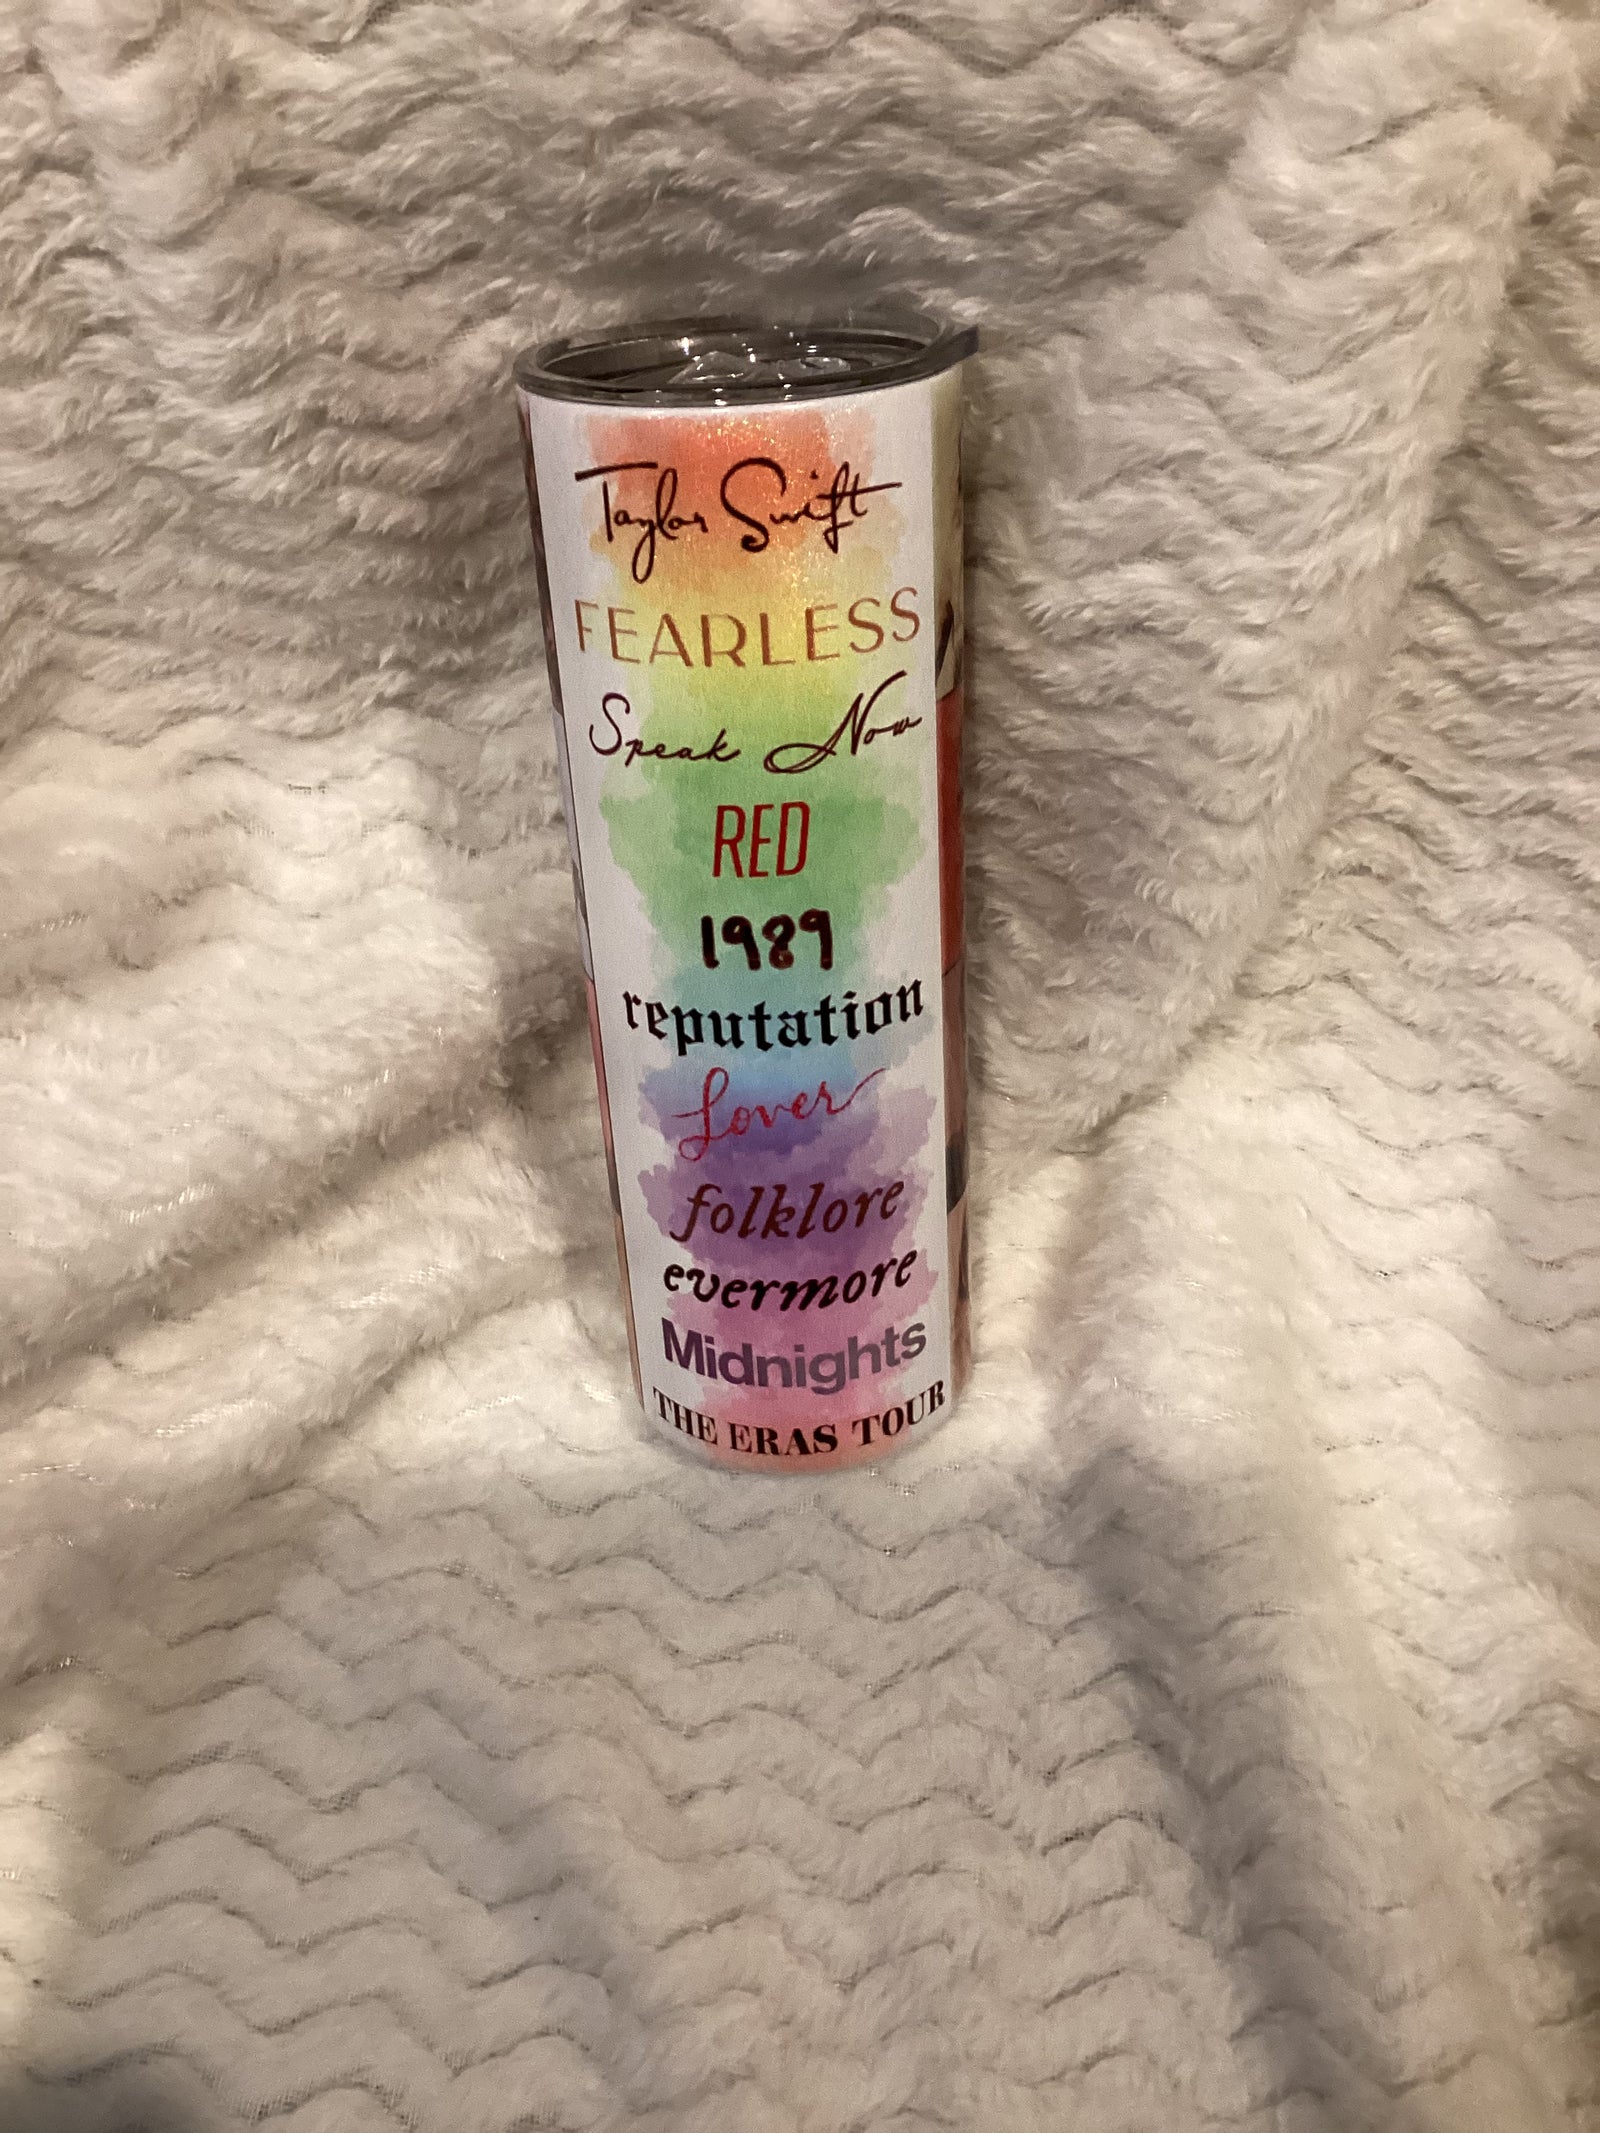 Taylor Swift
FEARLESS
Speak Now
RED
1989
reputation
Lover
folklore
evermore
Midnights
THE ERAS TOUR